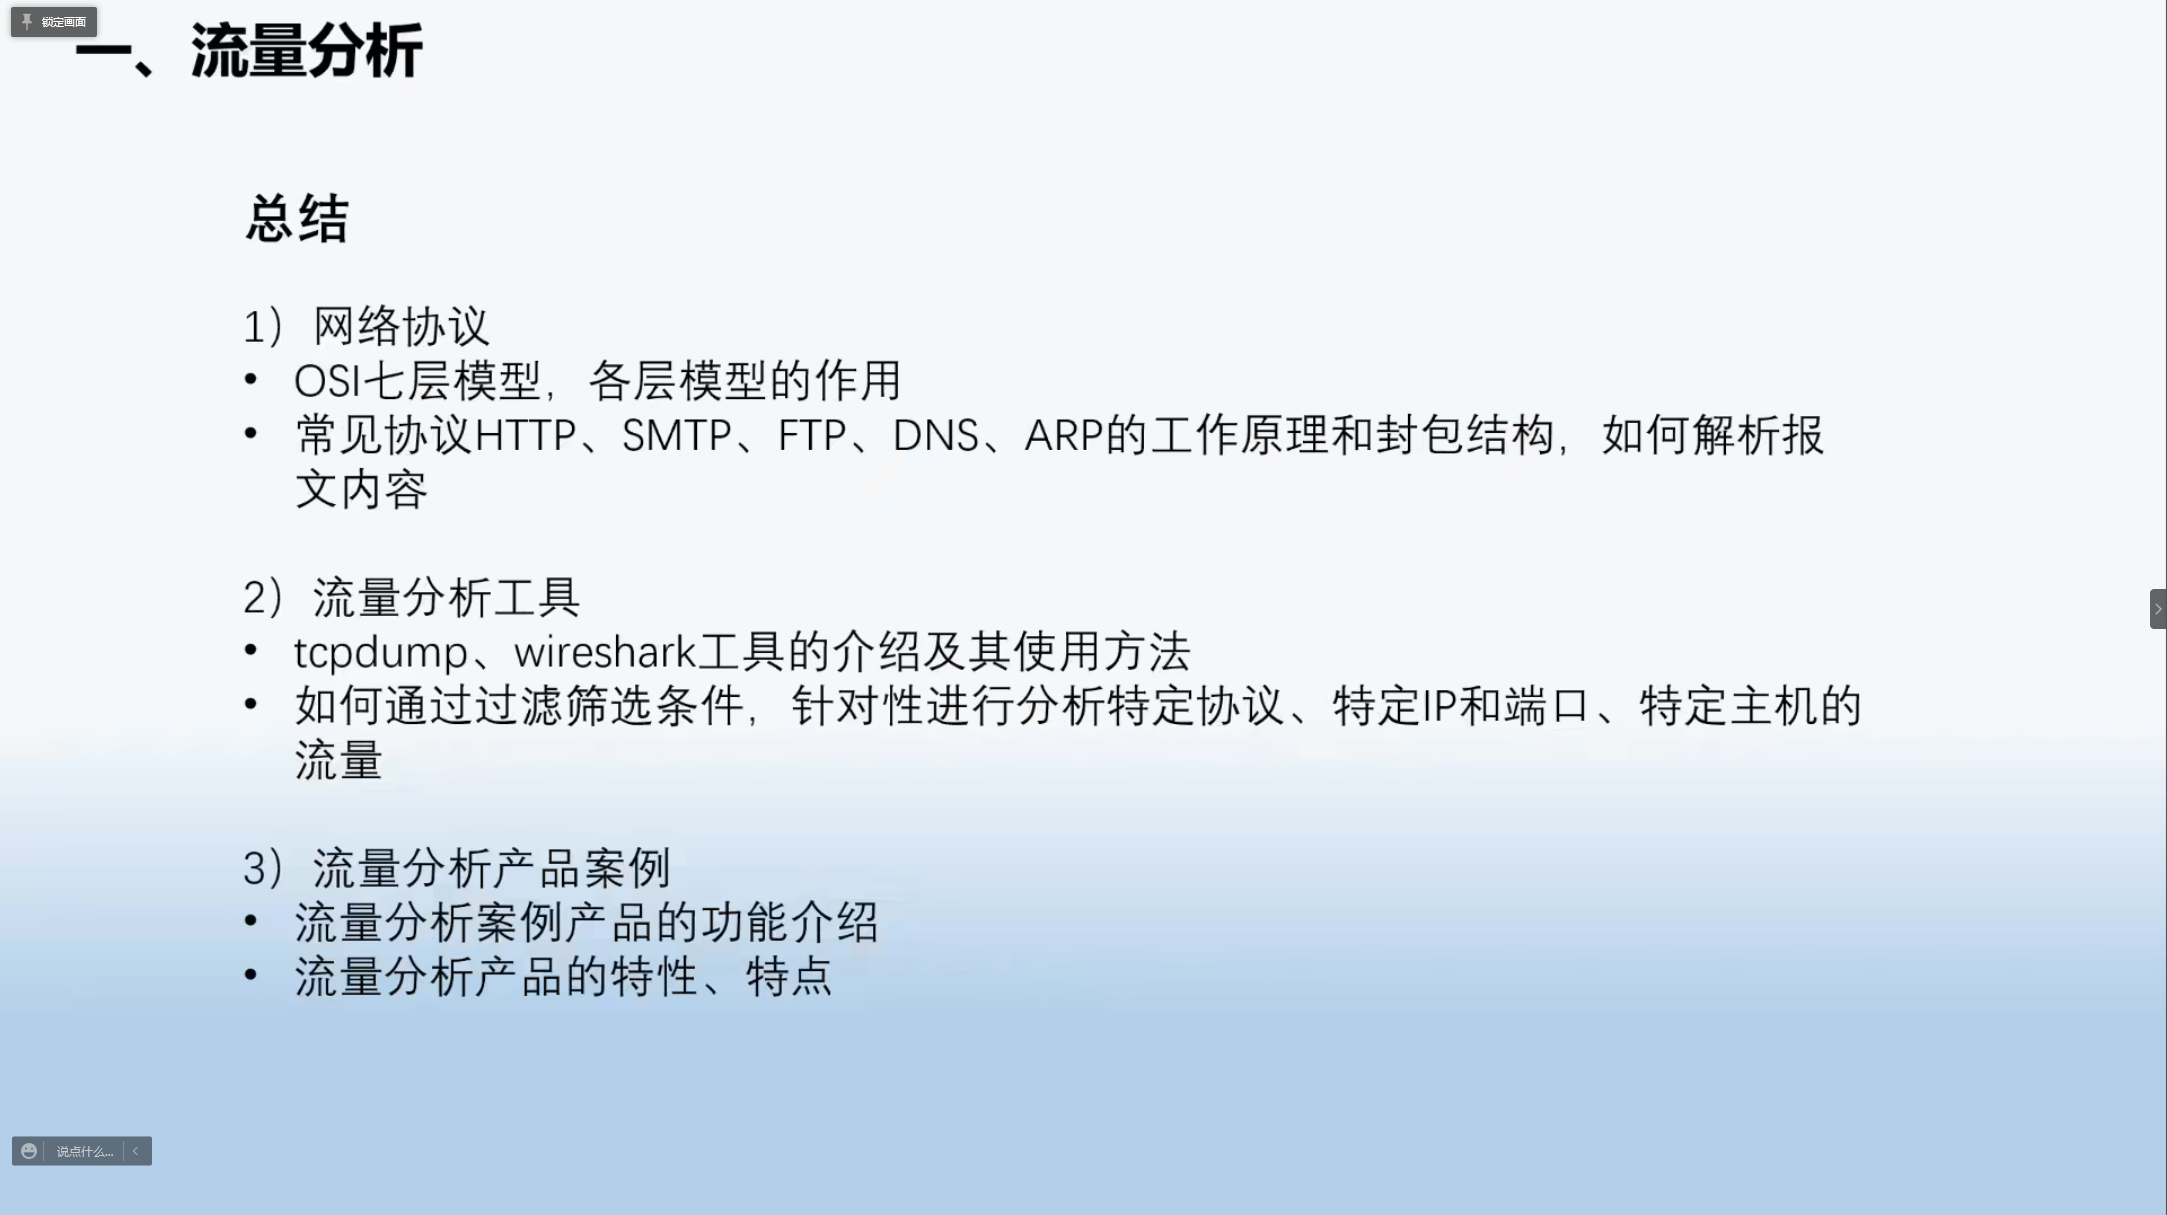 锁定画面
一、流量分析
总结
1）网络协议
• OSI七层模型，各层模型的作用
• 常见协议HTTP、SMTP、FTP、DNS、ARP的工作原理和封包结构，如何解析报
文内容
2）流量分析工具
• tcpdump、wireshark工具的介绍及其使用方法
• 如何通过过滤筛选条件，针对性进行分析特定协议、特定IP和端口、特定主机的
流量
3）流量分析产品案例
• 流量分析案例产品的功能介绍
• 流量分析产品的特性、特点
说点什么...